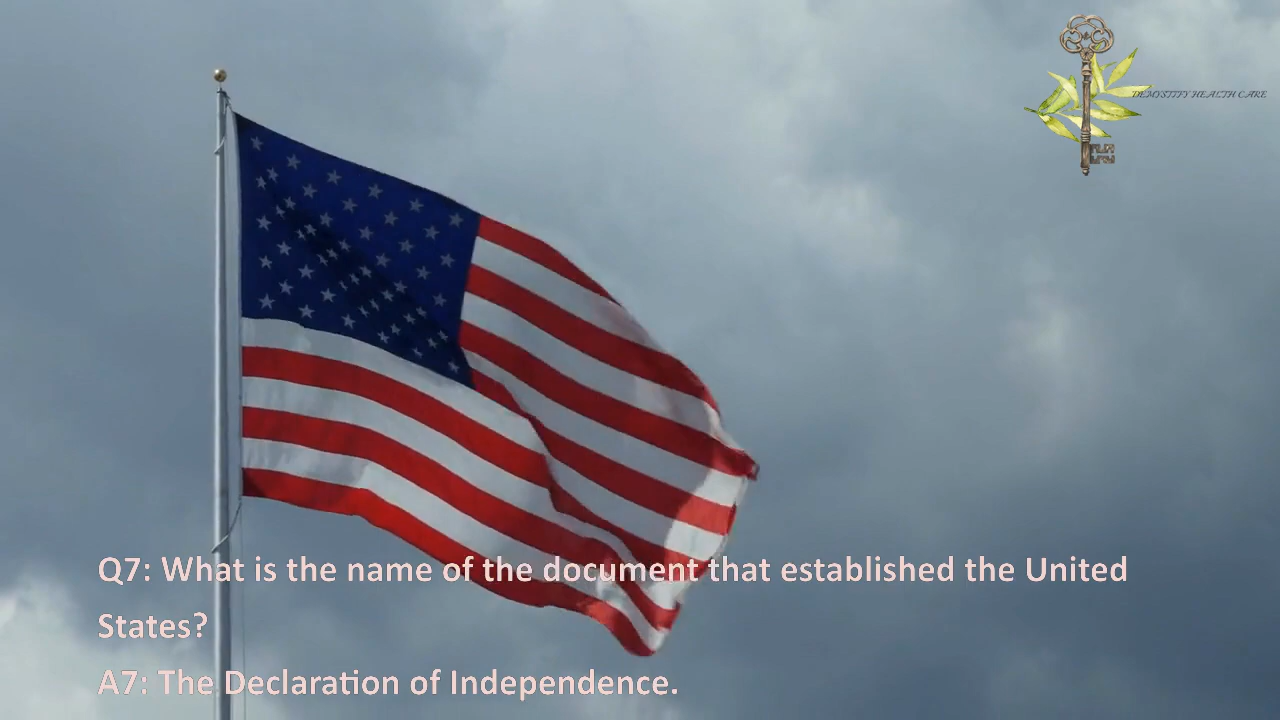 DEMYSTIFY HEALTH CARE
Q7: What is the name of the document that established the United
States?
A7: The Declaration of Independence.